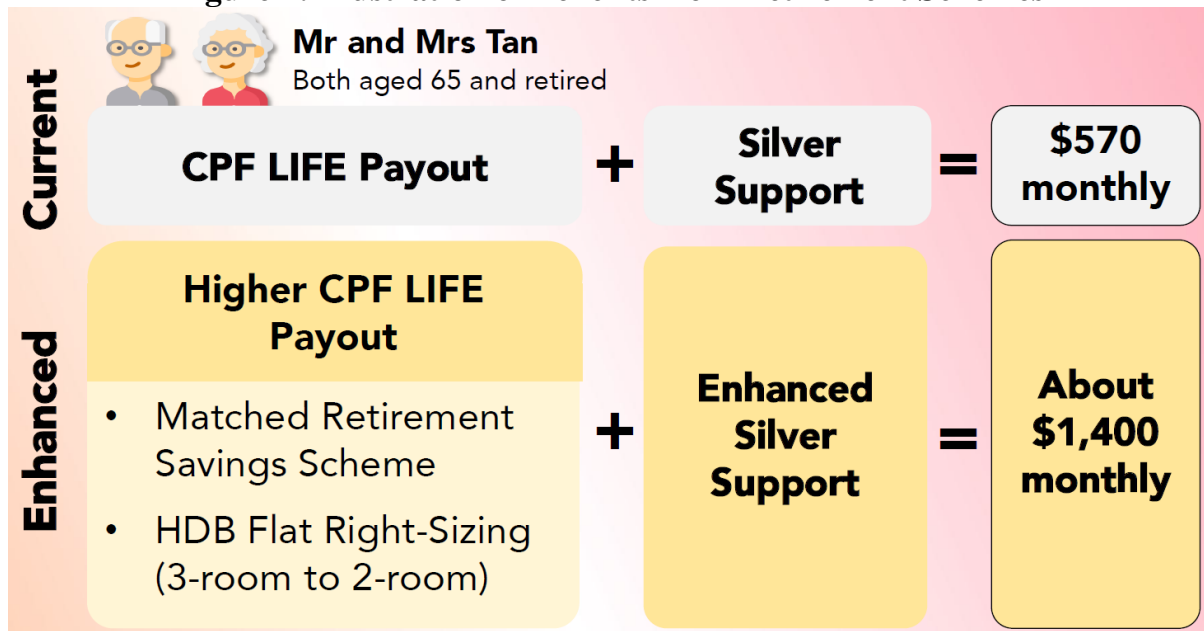 Mr and Mrs Tan
Both aged 65 and retired
Current
CPF LIFE Payout
+
Silver
Support
=
$570
monthly
Enhanced
Higher CPF LIFE
Payout
• Matched Retirement
Savings Scheme
• HDB Flat Right-Sizing
(3-room to 2-room)
+
Enhanced
Silver
Support
=
About
$1,400
monthly